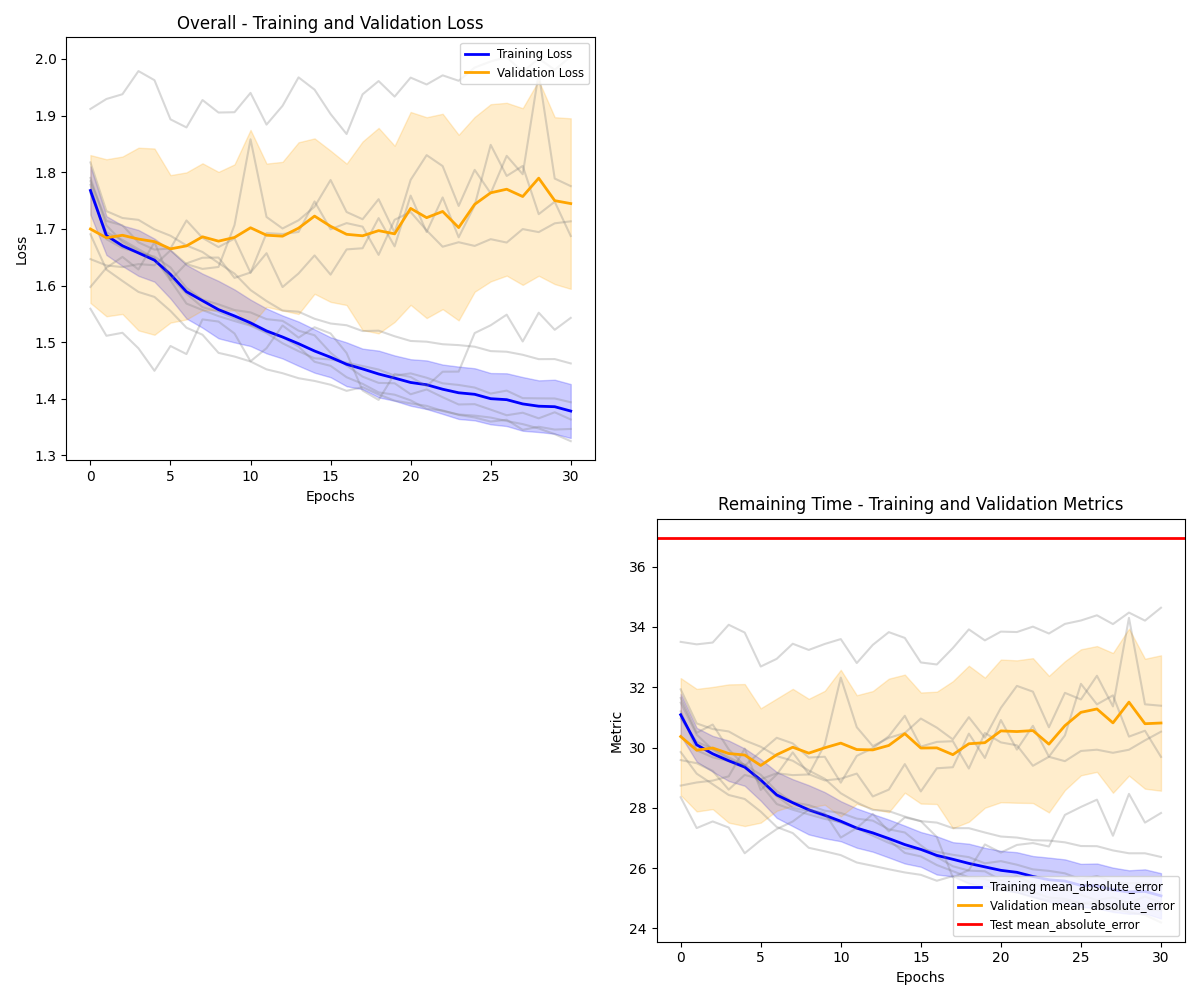 Overall - Training and Validation Loss
Training Loss
Validation Loss
Loss
2.0
1.9
1.8
1.7
1.6
1.5
1.4
1.3
0 5 10 15 20 25 30
Epochs
Remaining Time - Training and Validation Metrics
Metric
36
34
32
30
28
26
24
Training mean_absolute_error
Validation mean_absolute_error
Test mean_absolute_error
0 5 10 15 20 25 30
Epochs